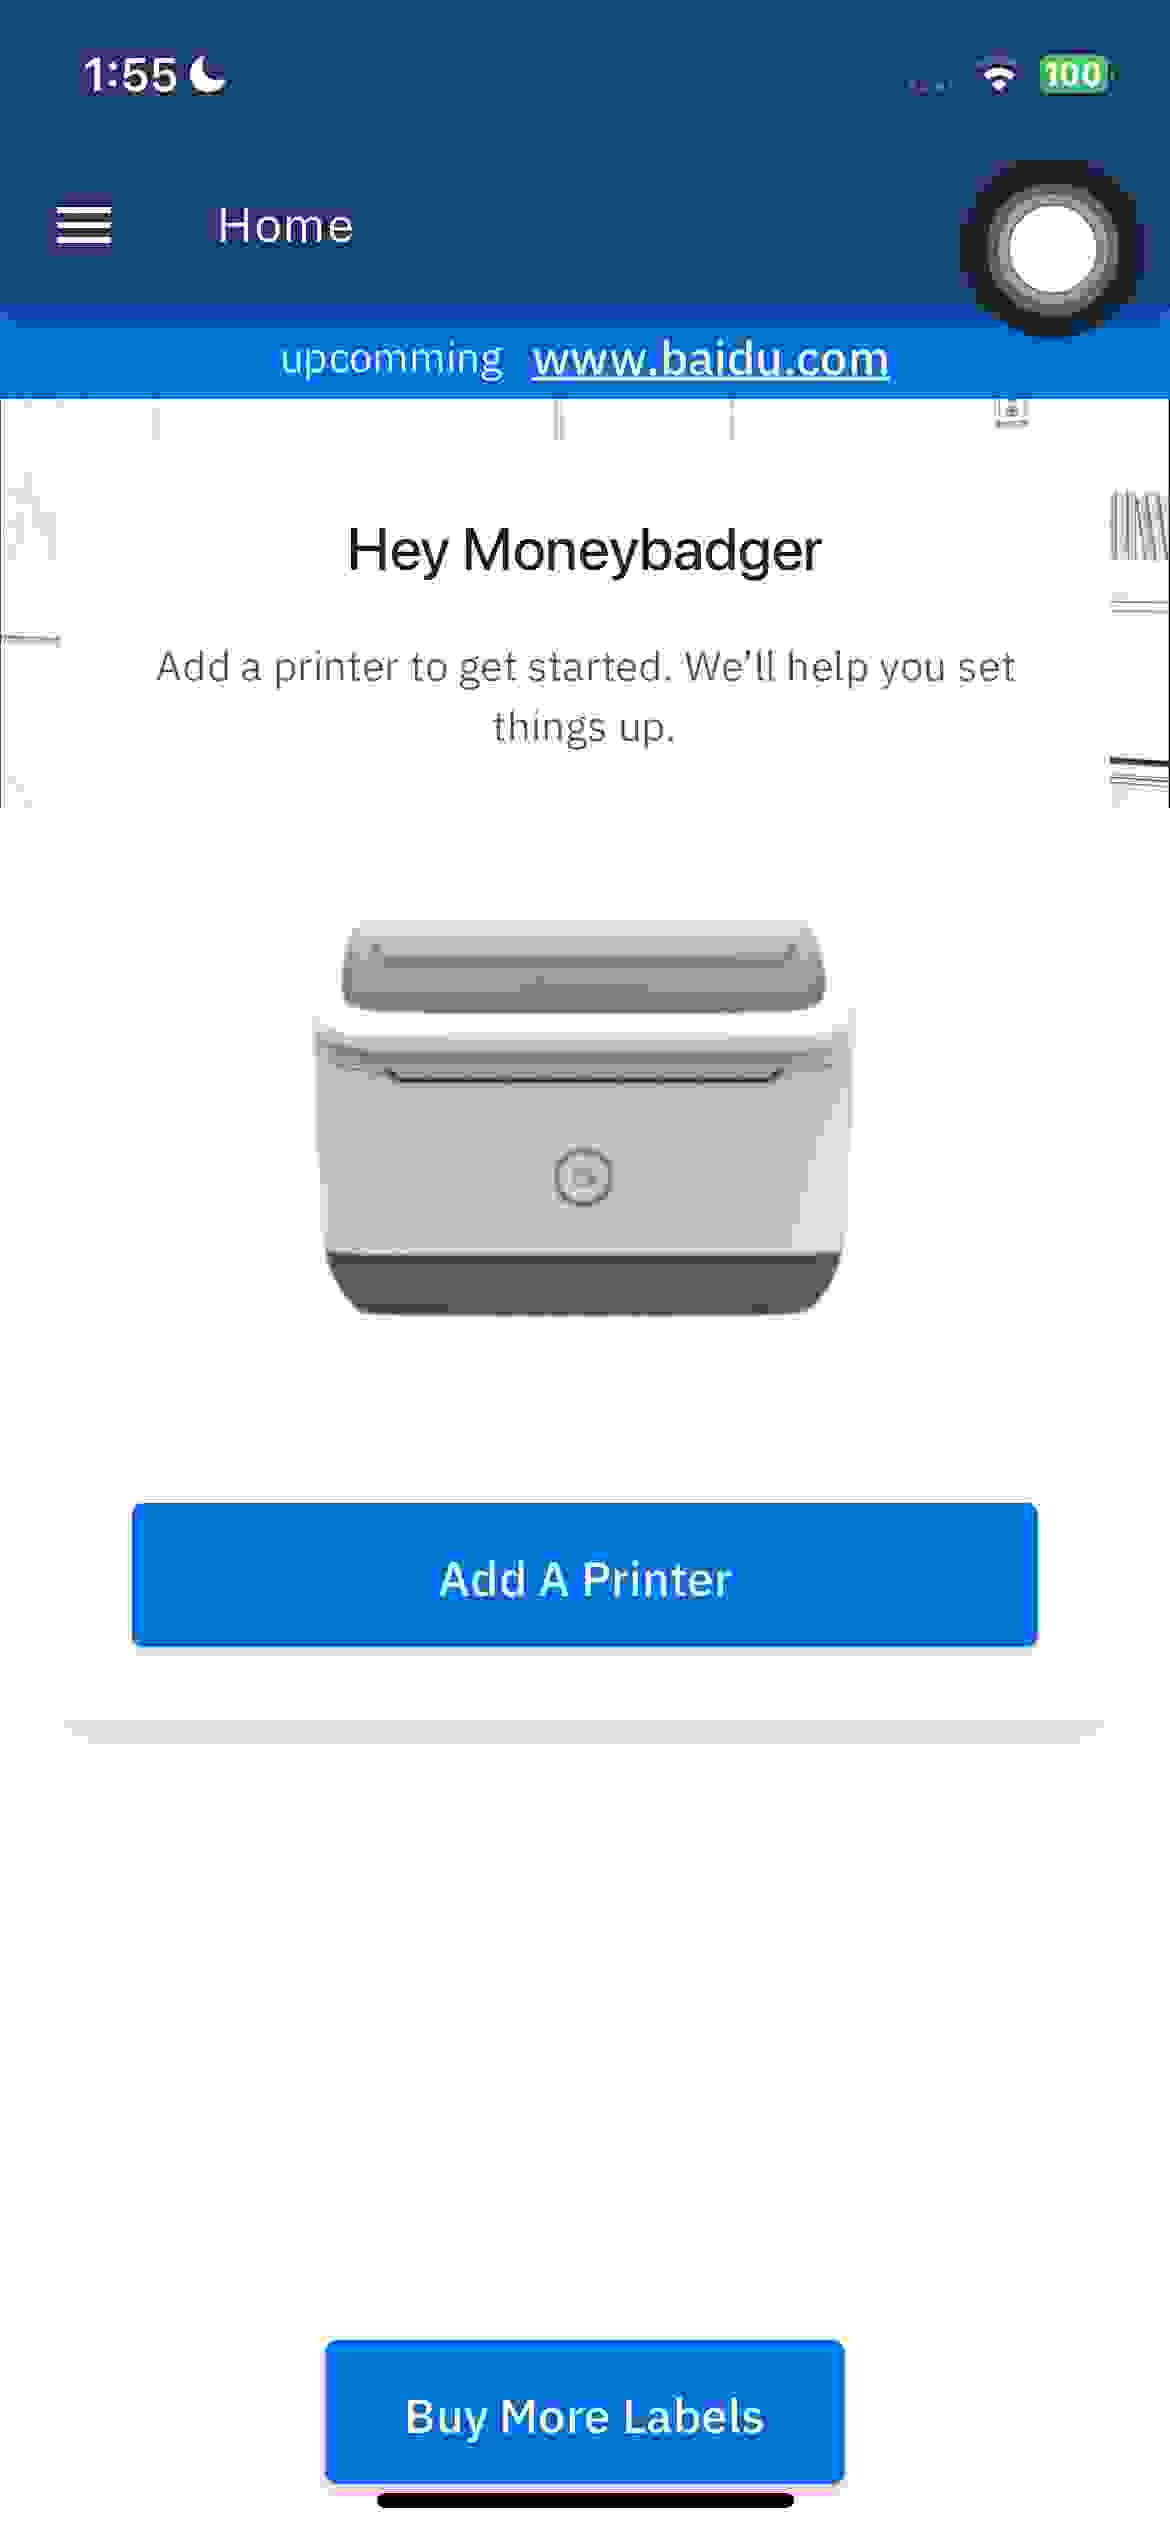 1:55
100
Home
upcomming www.baidu.com
Hey Moneybadger
Add a printer to get started. We'll help you set
things up.
Add A Printer
Buy More Labels